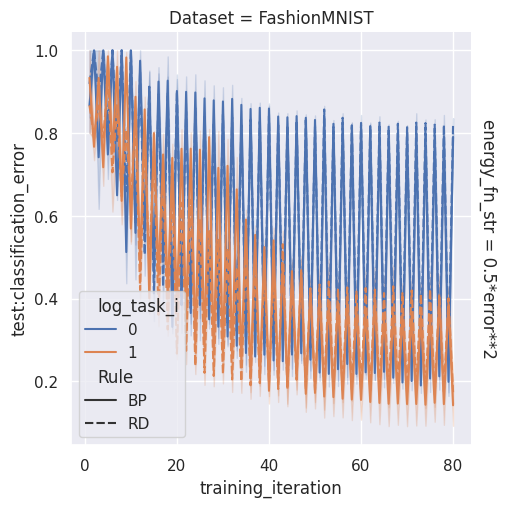 Dataset = FashionMNIST
1.0
0.8
0.6
0.4
0.2
test:classification_error
energy_fn_str = 0.5*error**2
log_task_i
0
1
Rule
BP
RD
0
20
40
60
80
training_iteration